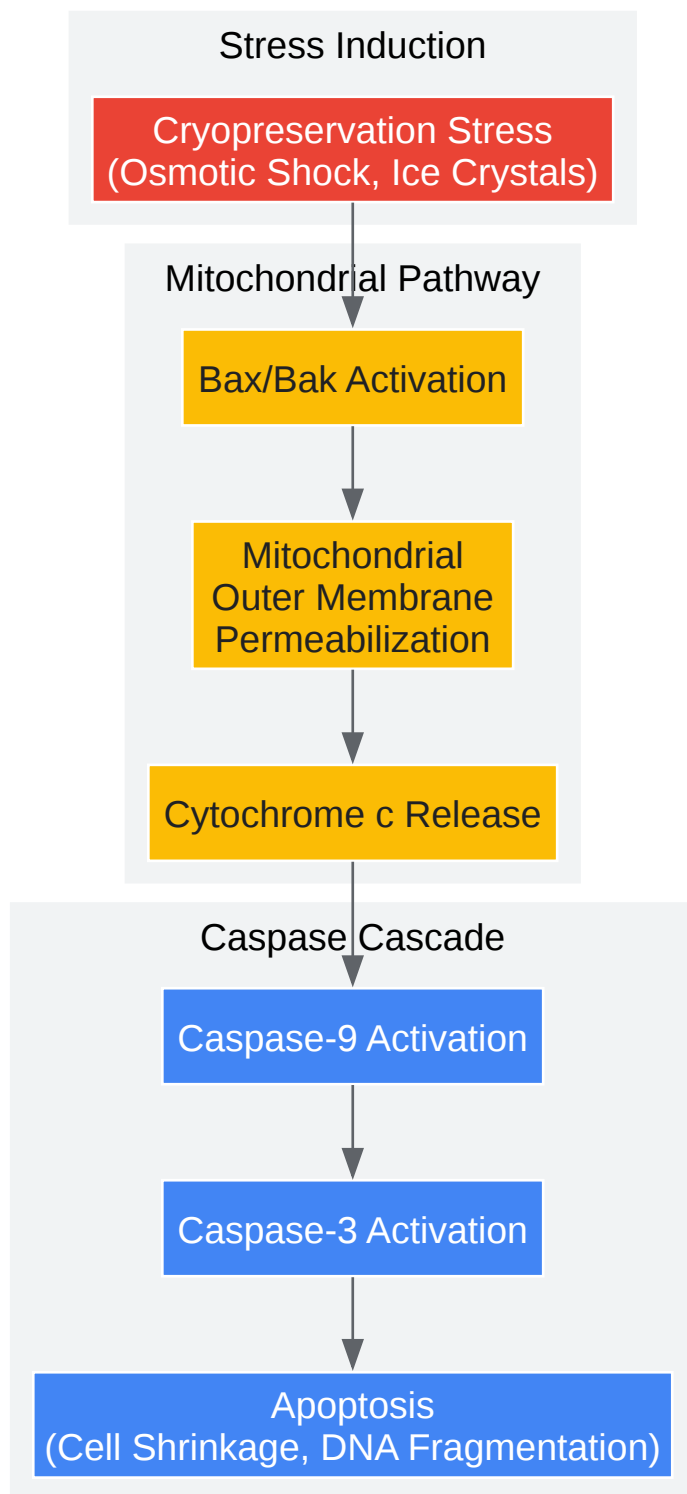 Stress Induction
Cryopreservation Stress
(Osmotic Shock, Ice Crystals)
Mitochondrial Pathway
Bax/Bak Activation
Mitochondrial
Outer Membrane
Permeabilization
Cytochrome c Release
Caspase Cascade
Caspase-9 Activation
Caspase-3 Activation
Apoptosis
(Cell Shrinkage, DNA Fragmentation)